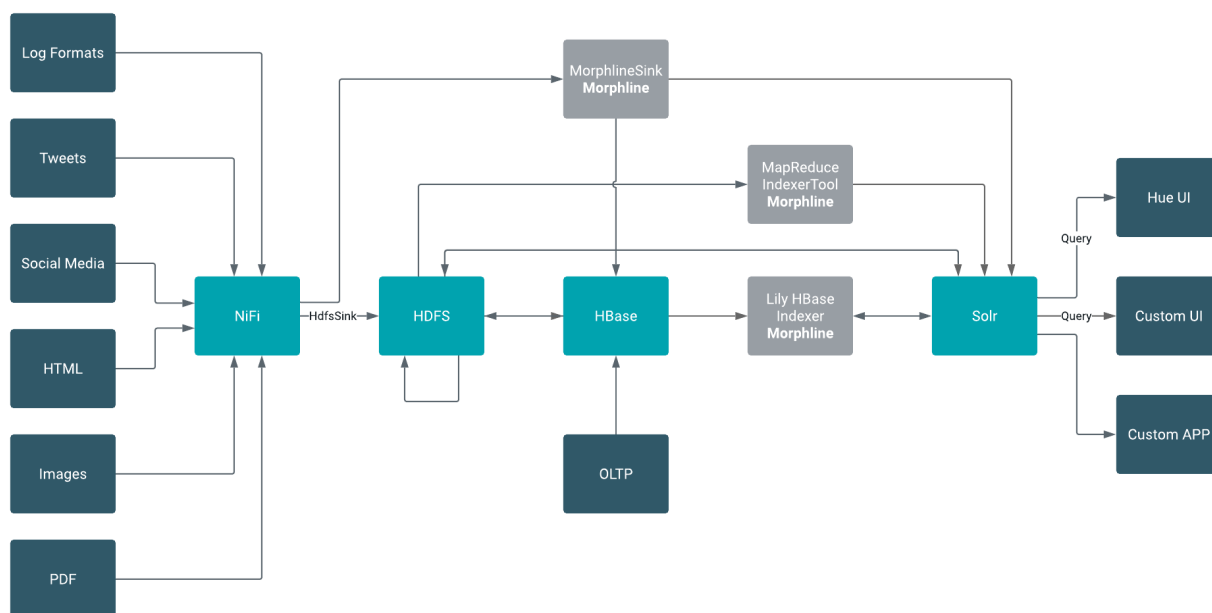 Log Formats
Tweets
Social Media
HTML
Images
PDF
NiFi
HdfsSink
HDFS
MorphlineSink
Morphline
HBase
OLTP
MapReduce
IndexerTool
Morphline
Lily HBase
Indexer
Morphline
Solr
Query
Query
Hue UI
Custom UI
Custom APP